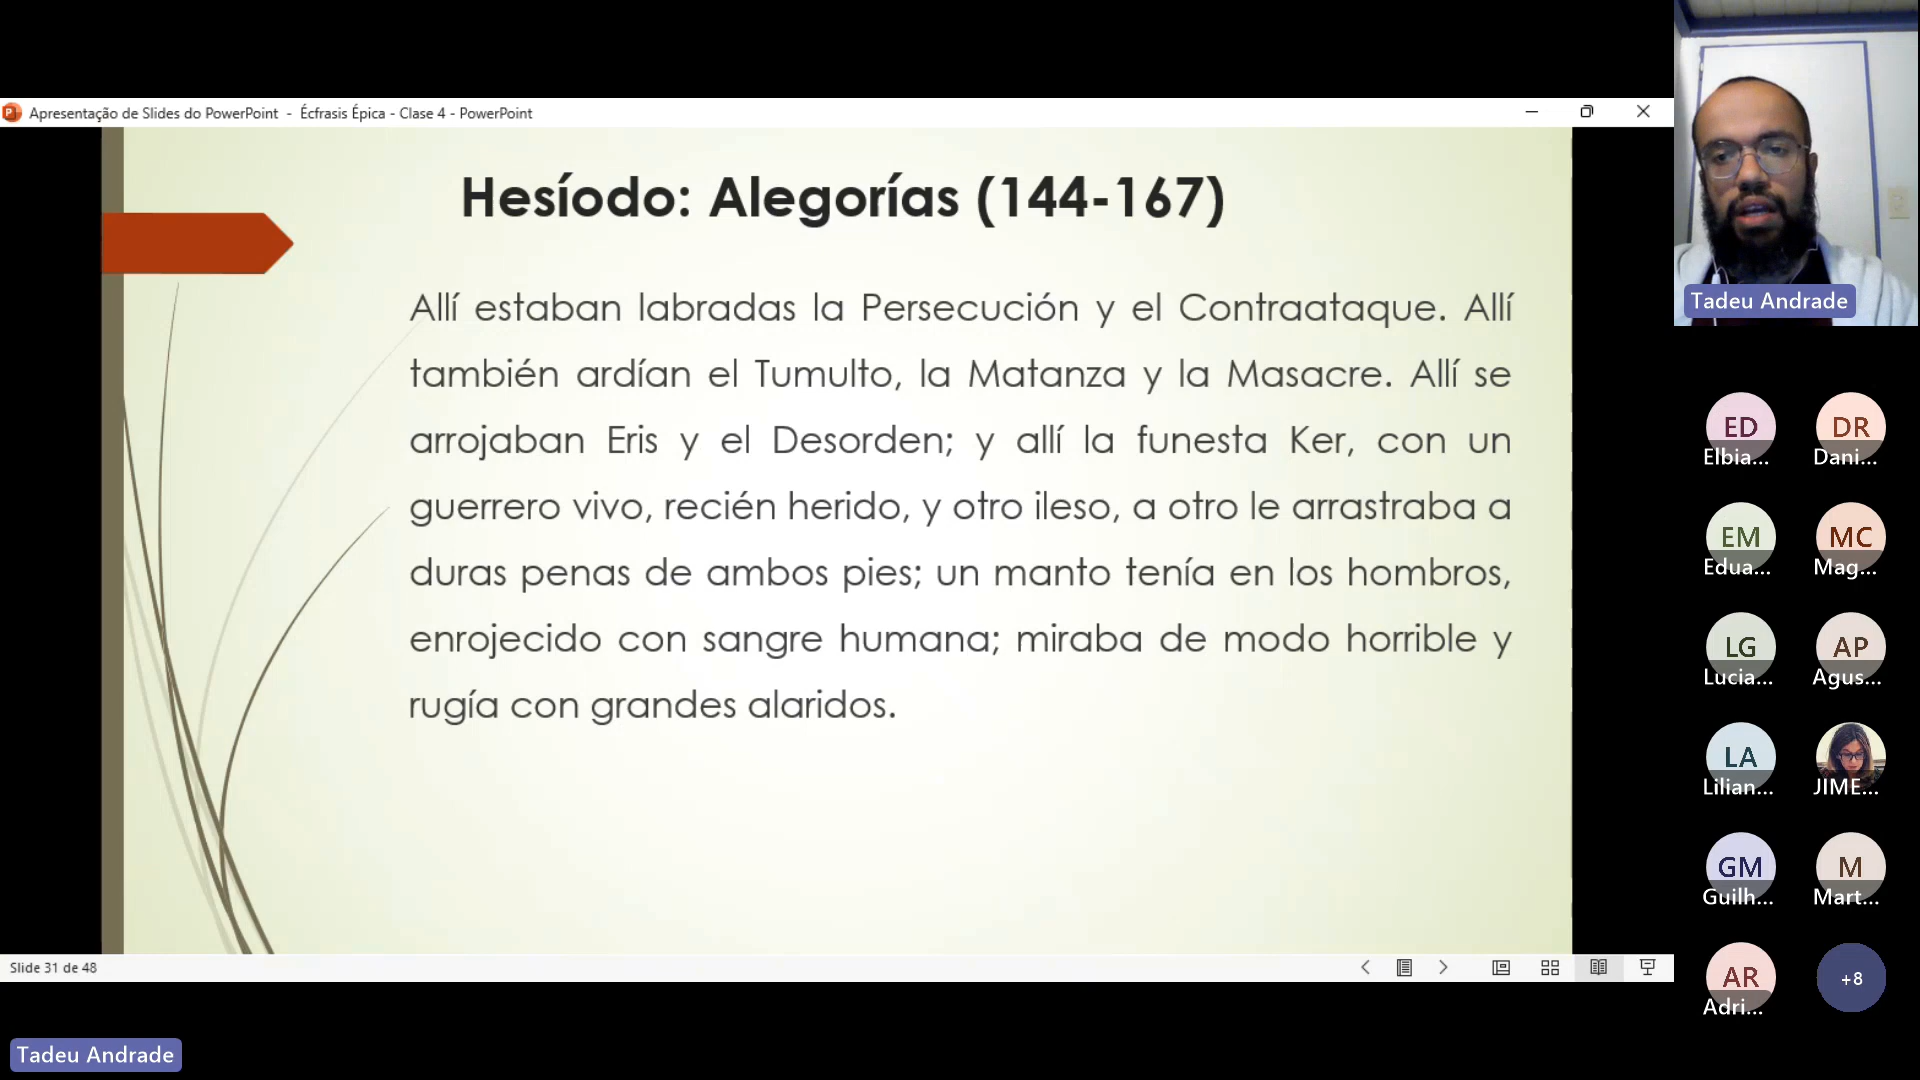 Apresentação de Slides do PowerPoint - Écfrasis Épica - Clase 4 - PowerPoint
Hesíodo: Alegorías (144-167)
Allí estaban labradas la Persecución y el Contraataque. Allí
también ardían el Tumulto, la Matanza y la Masacre. Allí se
arrojaban Eris y el Desorden; y allí la funesta Ker, con un
guerrero vivo, recién herido, y otro ileso, a otro le arrastraba a
duras penas de ambos pies; un manto tenía en los hombros,
enrojecido con sangre humana; miraba de modo horrible y
rugía con grandes alaridos.
Slide 31 de 48
Tadeu Andrade
Tadeu Andrade
ED
Elbia...
DR
Dani...
EM
Edua...
MC
Mag...
LG
Lucia...
AP
Agus...
LA
Lilian...
JIME...
GM
Guilh...
M
Mart...
AR
Adri...
+8